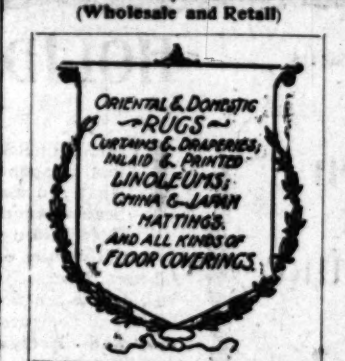 (Wholesale and Retail)
ORIENTAL & DOMESTIC
~RUGS~
CURTAINS & DRAPERIES;
INLAID & PRINTED
LINOLEUMS;
CHINA & JAPAN
MATTINGS.
AND ALL KINDS OF
FLOOR COVERINGS.